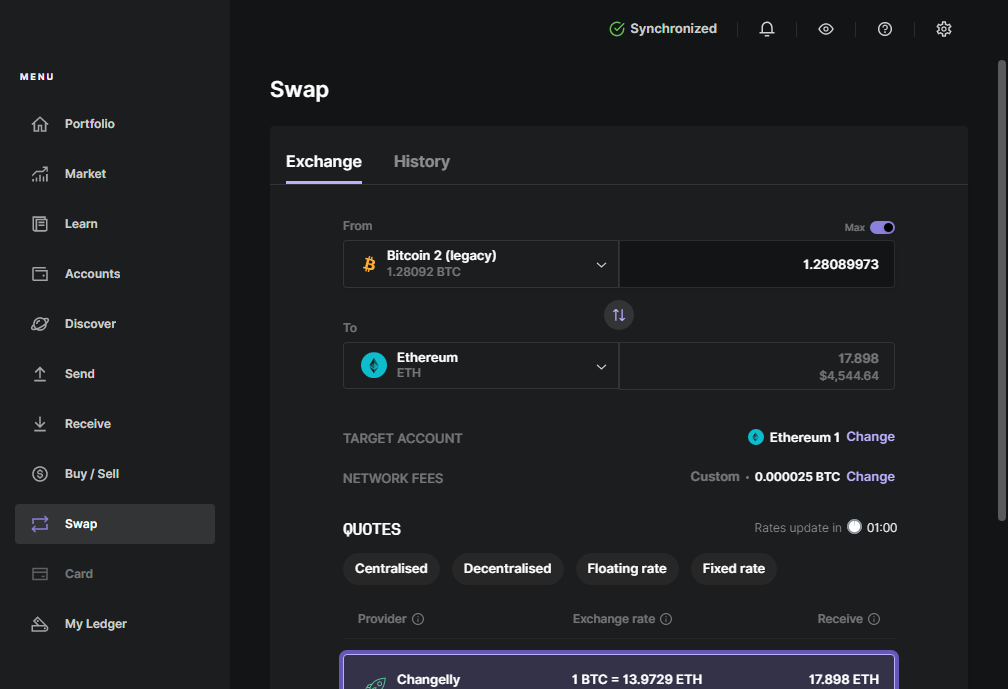 Synchronized
MENU
Portfolio
Market
Learn
Accounts
Discover
Send
Receive
Buy / Sell
Swap
Card
My Ledger
Swap
Exchange History
From Max
Bitcoin 2 (legacy)
1.28092 BTC
1.28089973
To
Ethereum
ETH
17.898
$4,544.64
TARGET ACCOUNT Ethereum 1 Change
NETWORK FEES Custom · 0.000025 BTC Change
QUOTES Rates update in 01:00
Centralised Decentralised Floating rate Fixed rate
Provider Exchange rate Receive
Changelly 1 BTC = 13.9729 ETH 17.898 ETH